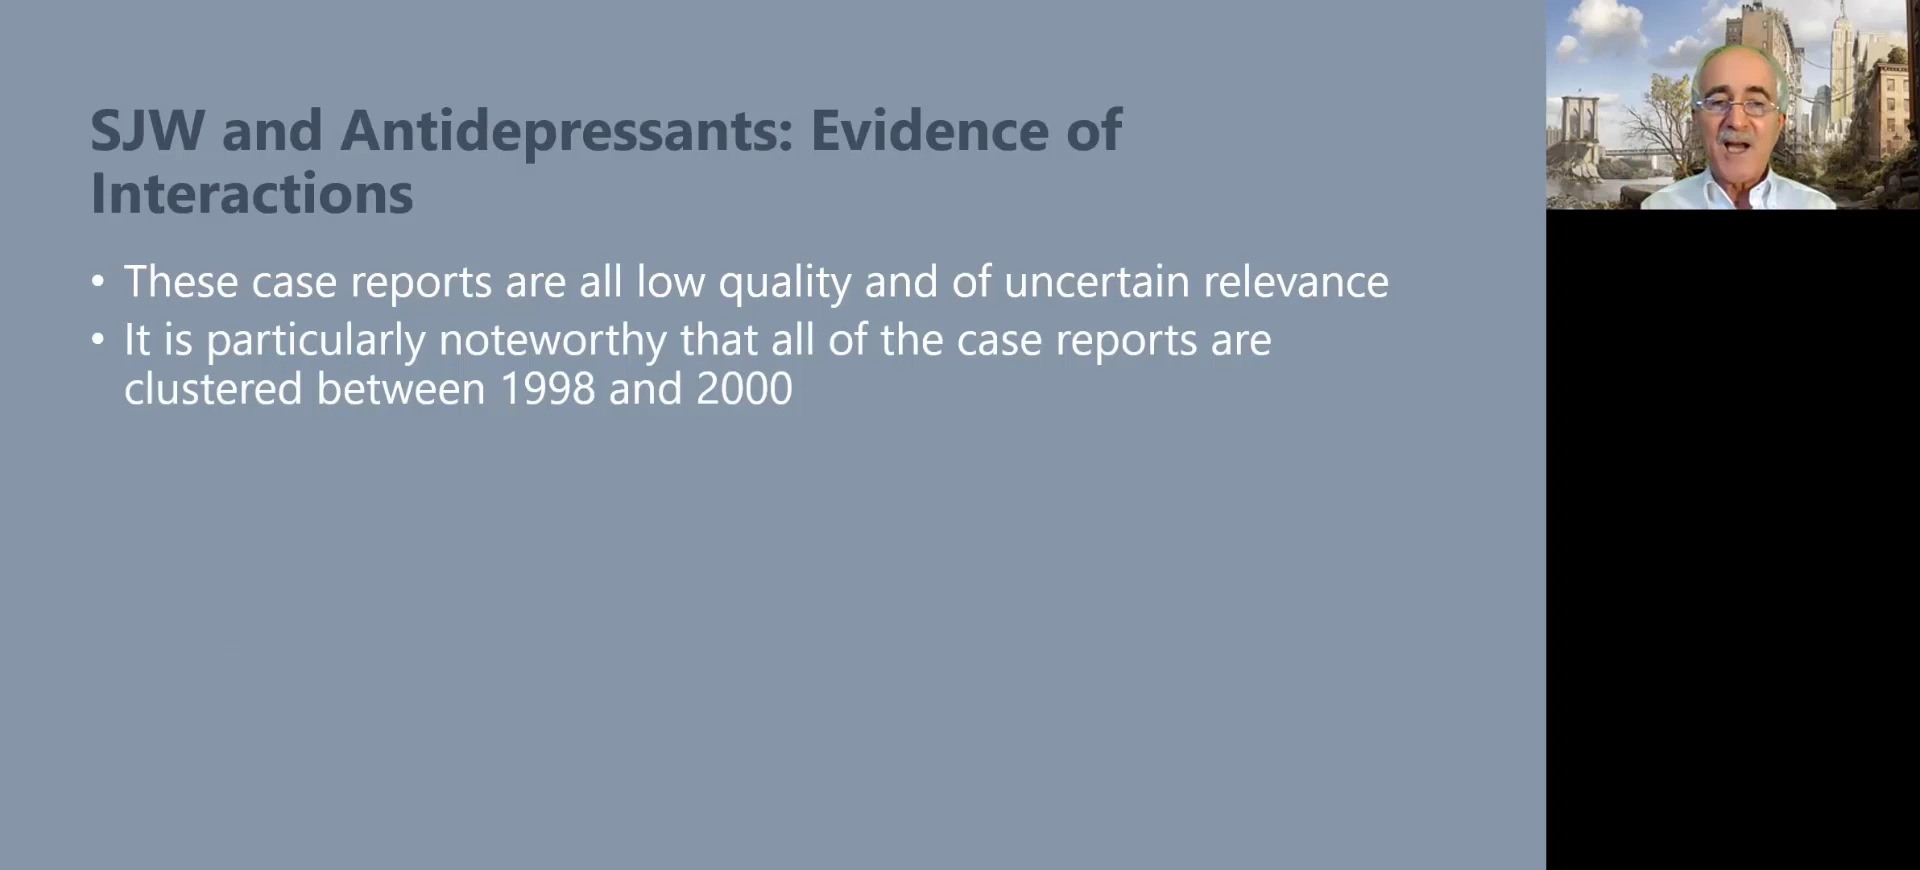 SJW and Antidepressants: Evidence of
Interactions
• These case reports are all low quality and of uncertain relevance
• It is particularly noteworthy that all of the case reports are
clustered between 1998 and 2000